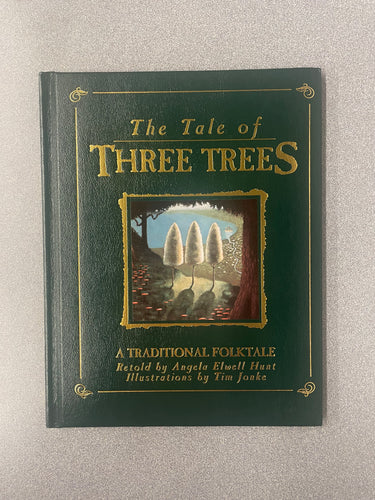 The Tale of
THREE TREES
A TRADITIONAL FOLKTALE
Retold by Angela Elwell Hunt
Illustrations by Tim Jonke